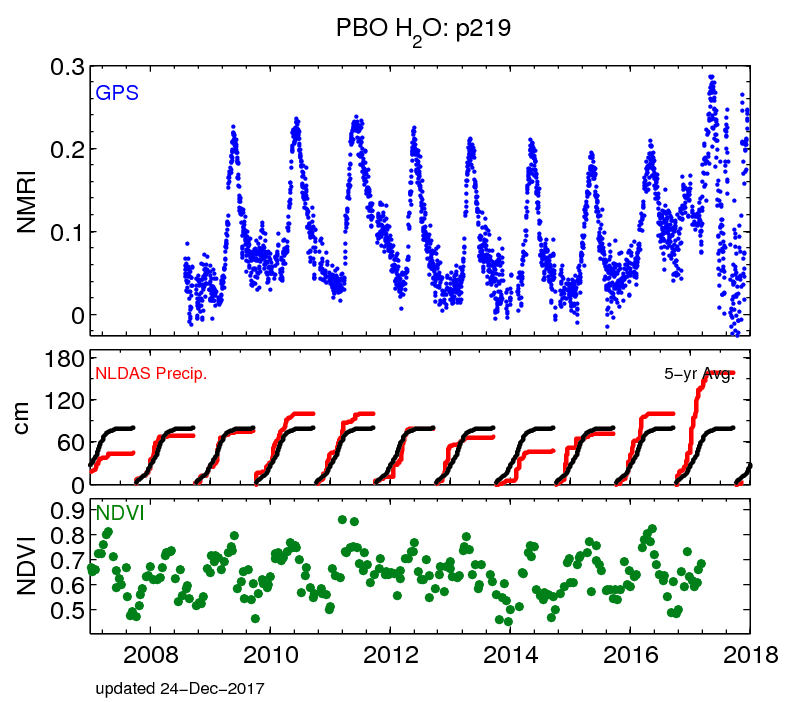 PBO H2O: p219
0.3
GPS
0.2
NMRI
0.1
0
180
NLDAS Precip.
5-yr Avg.
120
cm
60
0
0.9
NDVI
0.8
0.7
NDVI
0.6
0.5
2008 2010 2012 2014 2016 2018
updated 24-Dec-2017